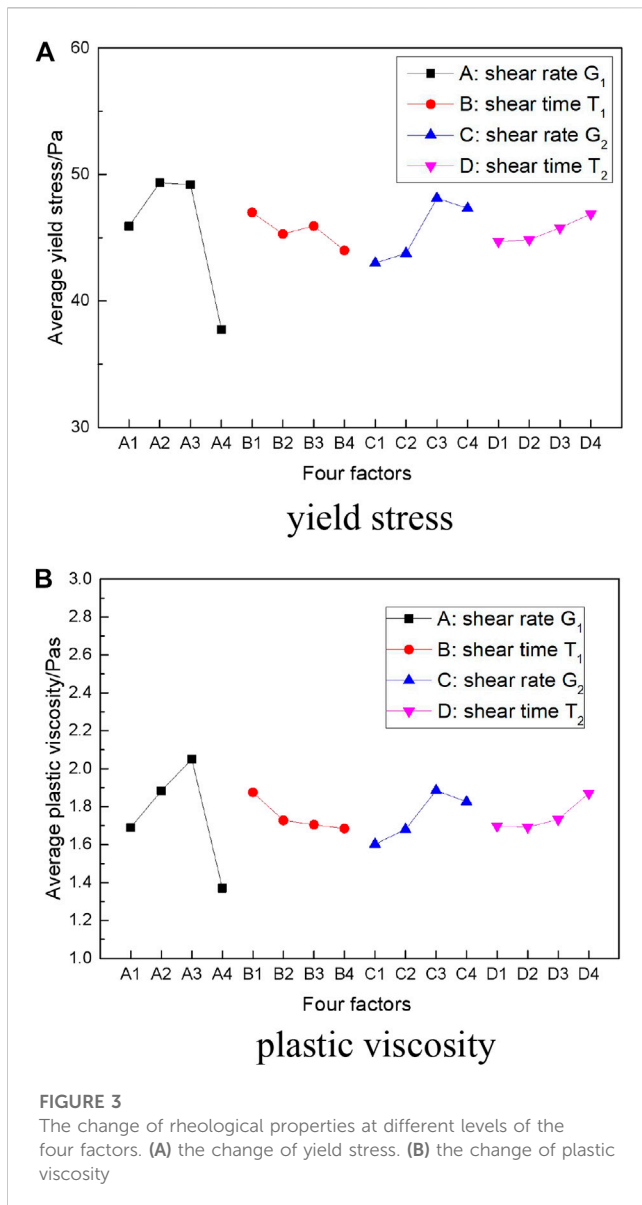 A
A: shear rate G₁
B: shear time T₁
C: shear rate G₂
D: shear time T₂
Average yield stress/Pa
60
50
40
30
A1 A2 A3 A4 B1 B2 B3 B4 C1 C2 C3 C4 D1 D2 D3 D4
Four factors
yield stress
B
A: shear rate G₁
B: shear time T₁
C: shear rate G₂
D: shear time T₂
Average plastic viscosity/Pas
3.0
2.8
2.6
2.4
2.2
2.0
1.8
1.6
1.4
1.2
1.0
A1 A2 A3 A4 B1 B2 B3 B4 C1 C2 C3 C4 D1 D2 D3 D4
Four factors
plastic viscosity
FIGURE 3
The change of rheological properties at different levels of the
four factors. (A) the change of yield stress. (B) the change of plastic
viscosity